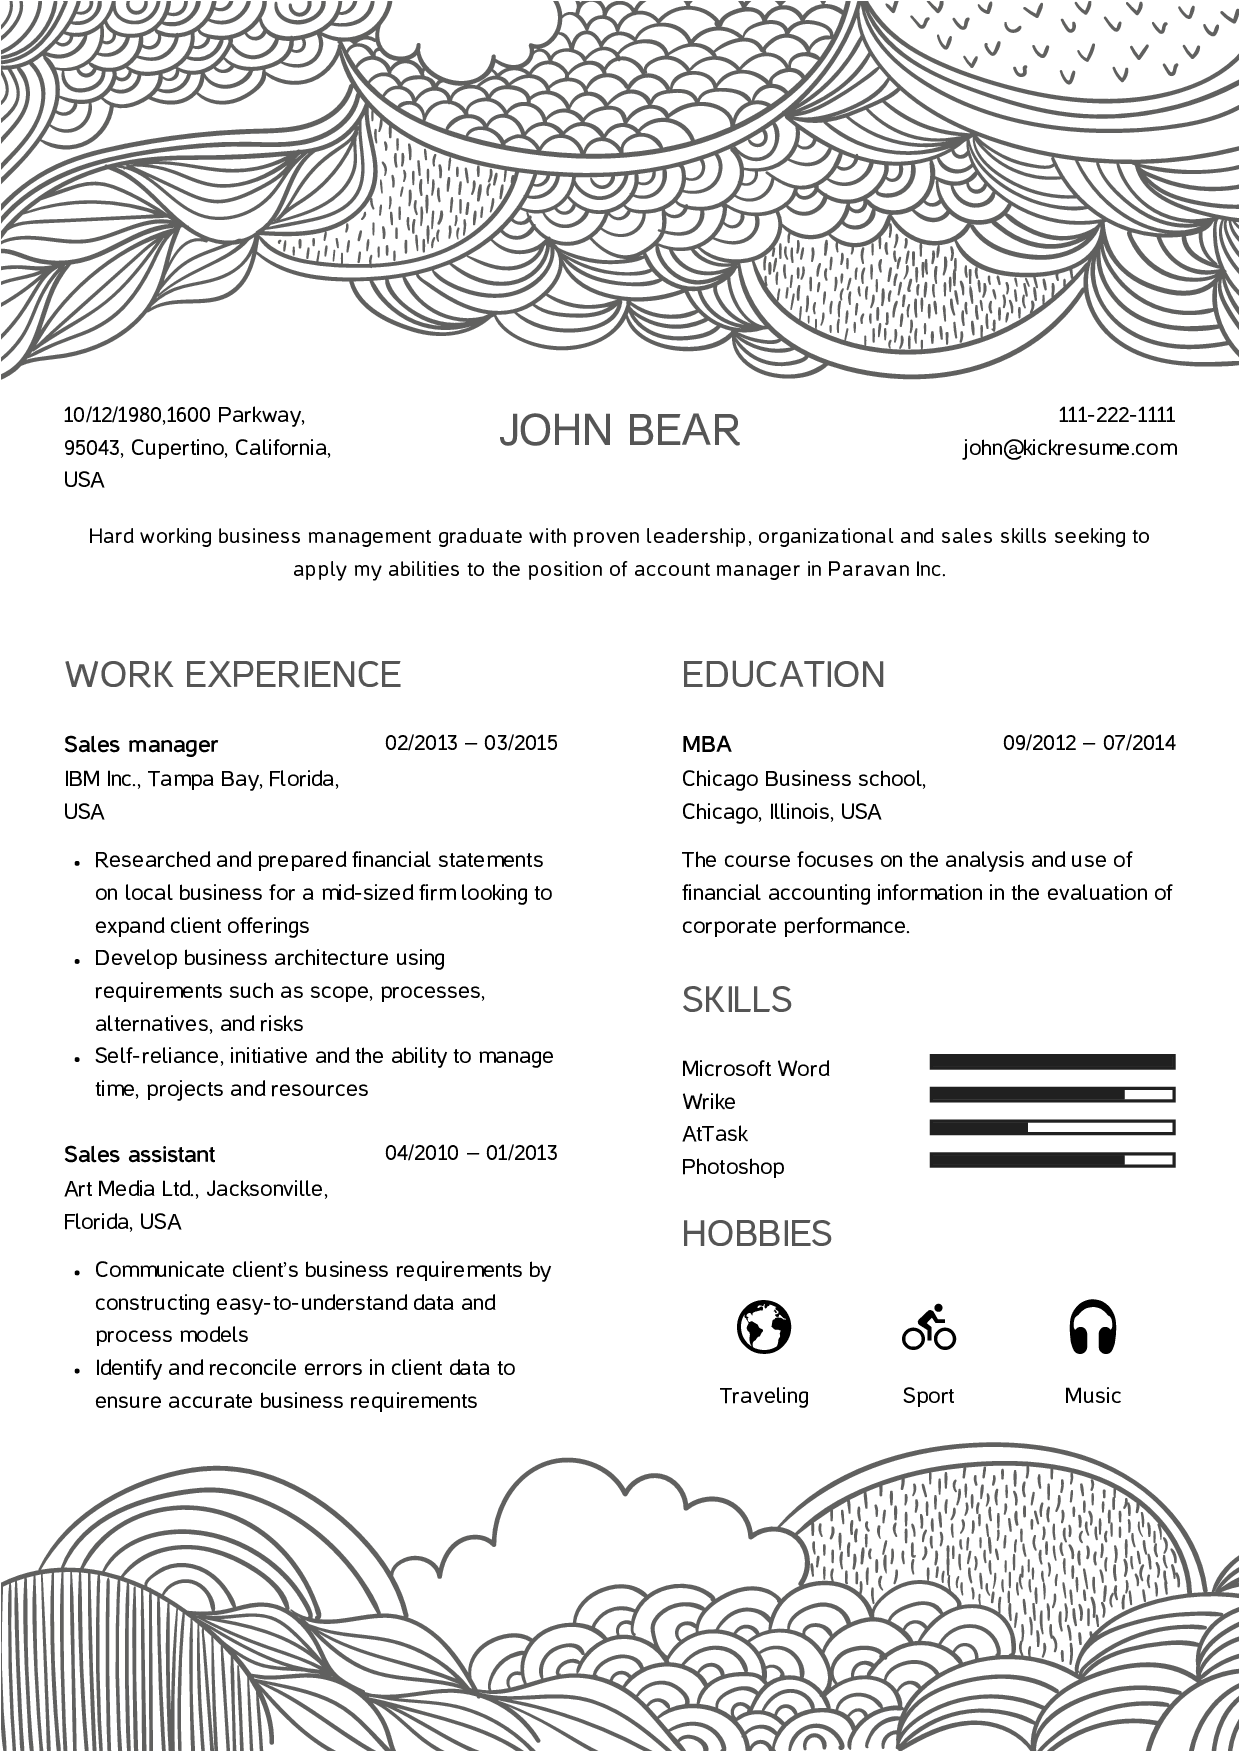 10/12/1980,1600 Parkway,
95043, Cupertino, California,
USA
JOHN BEAR
111-222-1111
john@kickresume.com
Hard working business management graduate with proven leadership, organizational and sales skills seeking to
apply my abilities to the position of account manager in Paravan Inc.
WORK EXPERIENCE
Sales manager 02/2013 – 03/2015
IBM Inc., Tampa Bay, Florida,
USA
• Researched and prepared financial statements
on local business for a mid-sized firm looking to
expand client offerings
• Develop business architecture using
requirements such as scope, processes,
alternatives, and risks
• Self-reliance, initiative and the ability to manage
time, projects and resources
Sales assistant 04/2010 – 01/2013
Art Media Ltd., Jacksonville,
Florida, USA
• Communicate client’s business requirements by
constructing easy-to-understand data and
process models
• Identify and reconcile errors in client data to
ensure accurate business requirements
EDUCATION
MBA 09/2012 – 07/2014
Chicago Business school,
Chicago, Illinois, USA
The course focuses on the analysis and use of
financial accounting information in the evaluation of
corporate performance.
SKILLS
Microsoft Word
Wrike
AtTask
Photoshop
HOBBIES
Traveling Sport Music